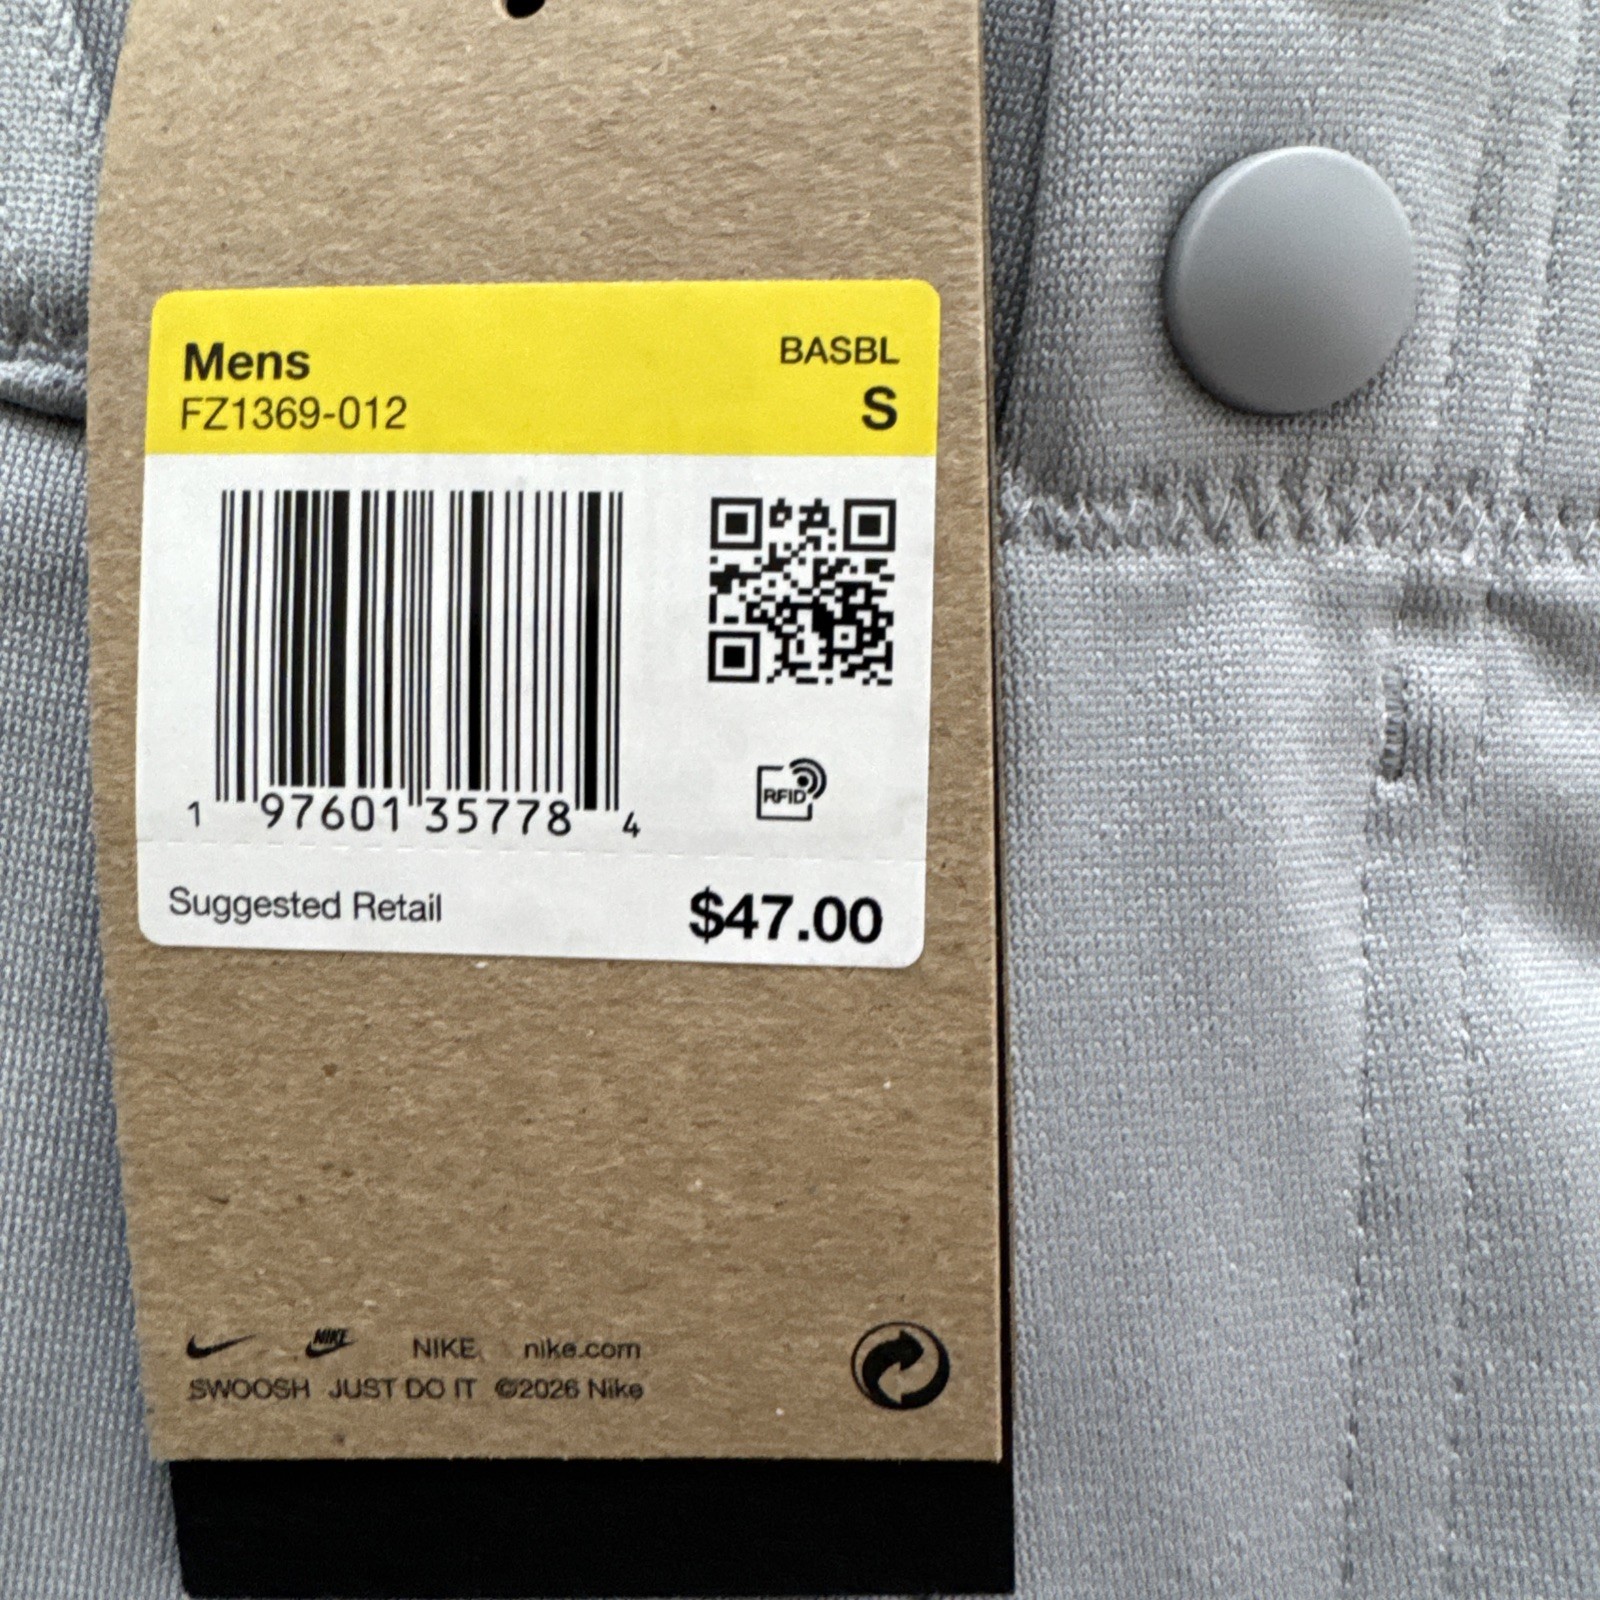 Mens BASBL
FZ1369-012 S
1 97601 35778 4
RFID
Suggested Retail $47.00
NIKE NIKE nike.com
SWOOSH JUST DO IT ©2026 Nike